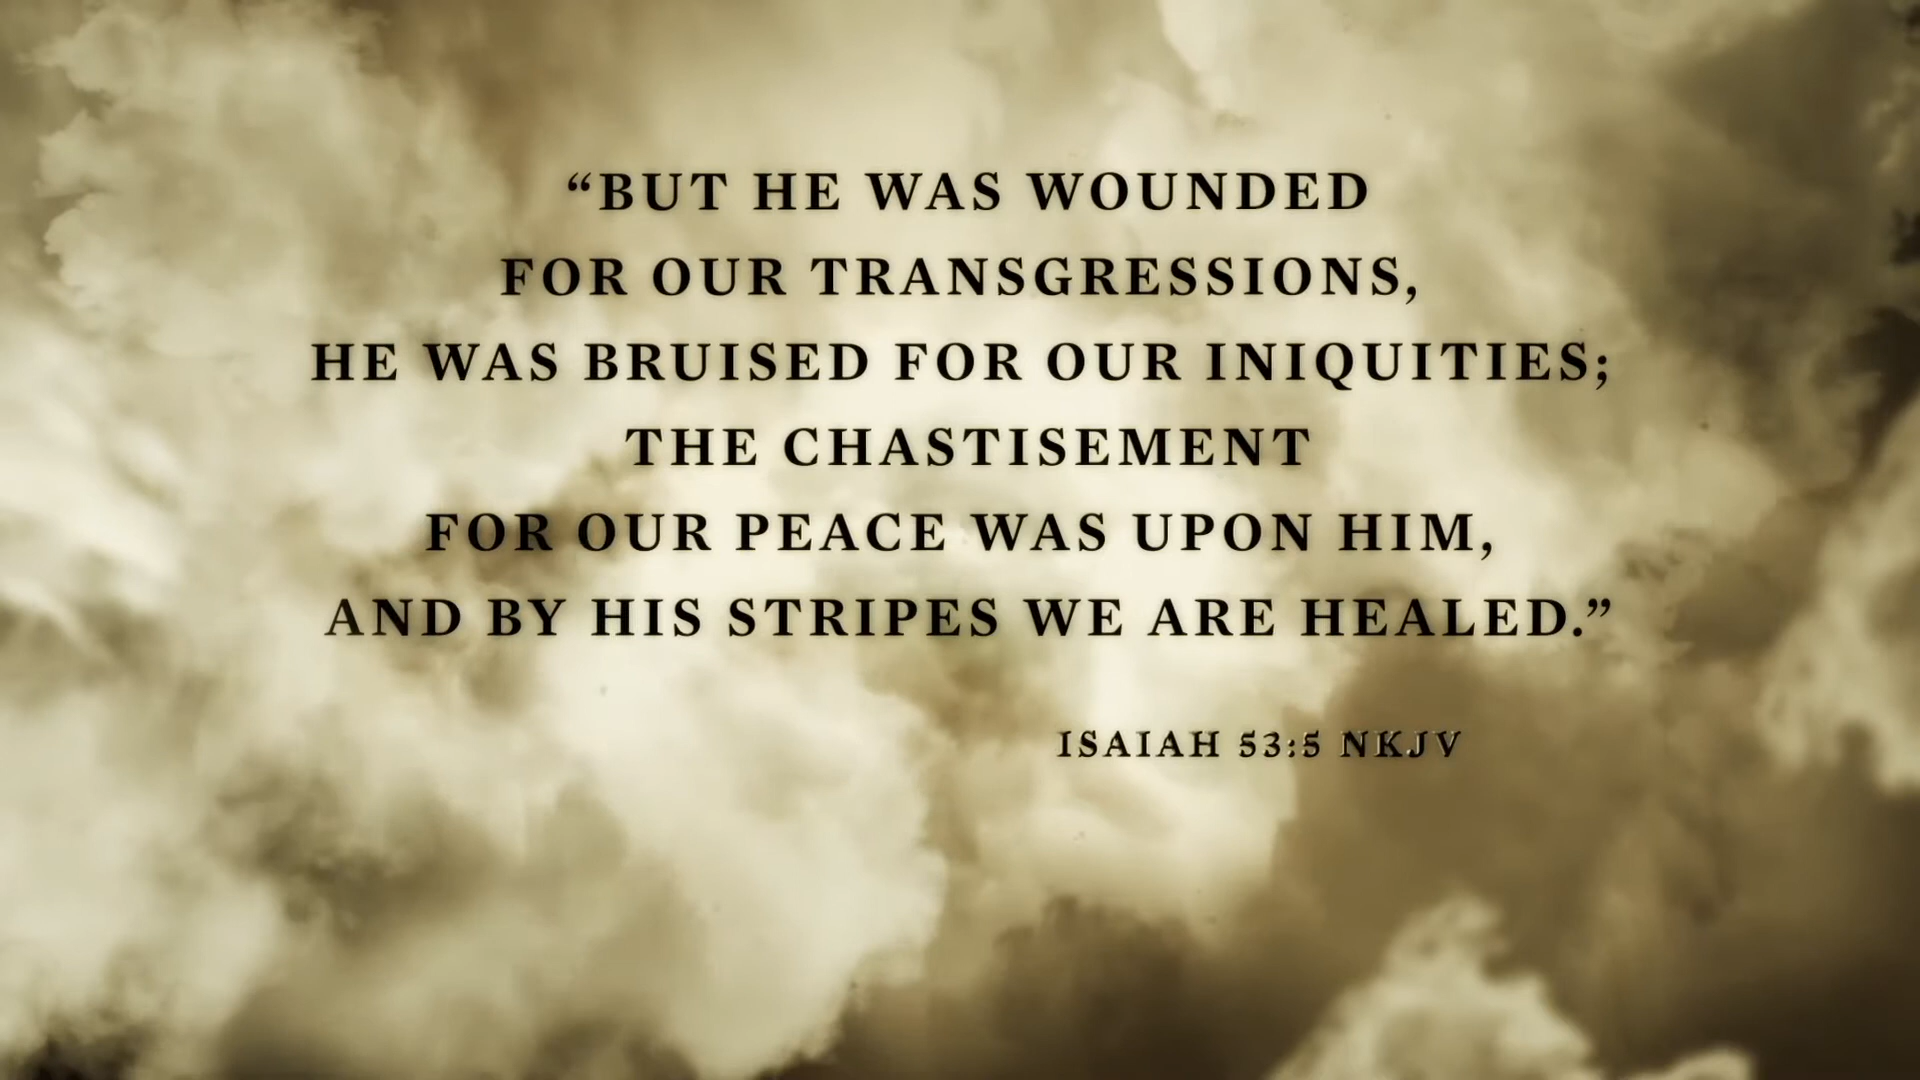 “BUT HE WAS WOUNDED
FOR OUR TRANSGRESSIONS,
HE WAS BRUISED FOR OUR INIQUITIES;
THE CHASTISEMENT
FOR OUR PEACE WAS UPON HIM,
AND BY HIS STRIPES WE ARE HEALED.”
ISAIAH 53:5 NKJV